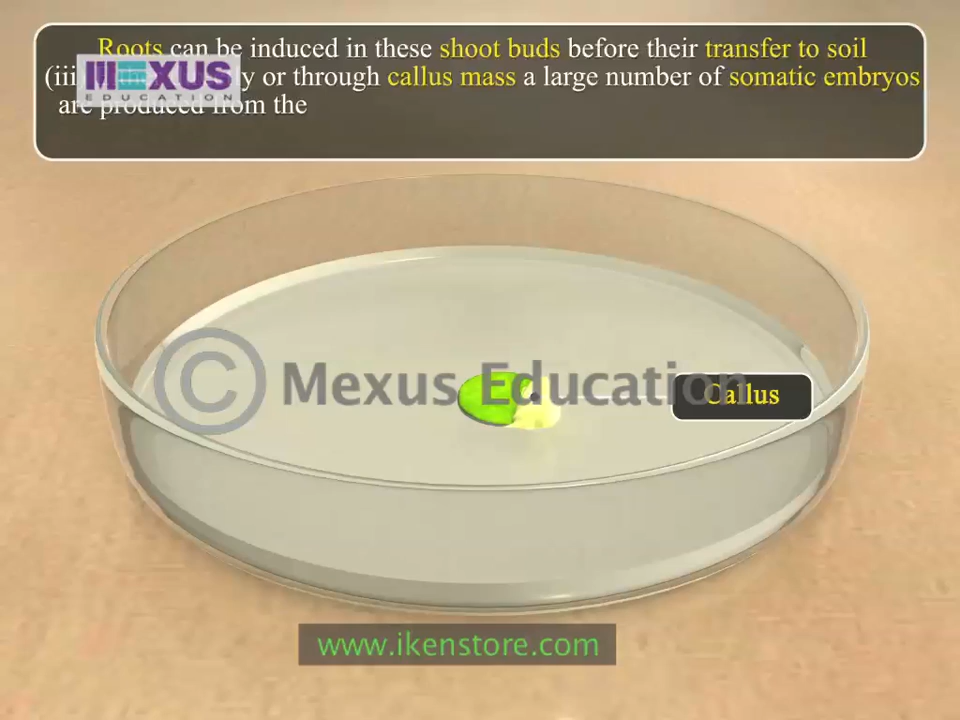 Roots can be induced in these shoot buds before their transfer to soil
(iii) y or through callus mass a large number of somatic embryos
are produced from the
MEXUS
EDUCATION
© Mexus Education
Callus
www.ikenstore.com